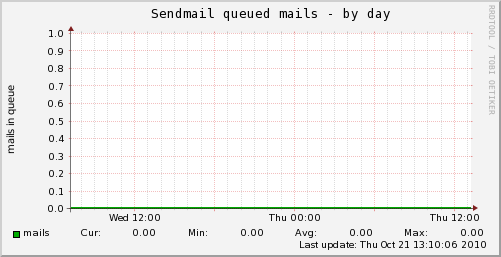 Sendmail queued mails - by day
RRDTOOL / TOBI OETIKER
mails in queue
1.0
0.9
0.8
0.7
0.6
0.5
0.4
0.3
0.2
0.1
0.0
Wed 12:00 Thu 00:00 Thu 12:00
mails Cur: 0.00 Min: 0.00 Avg: 0.00 Max: 0.00
Last update: Thu Oct 21 13:10:06 2010